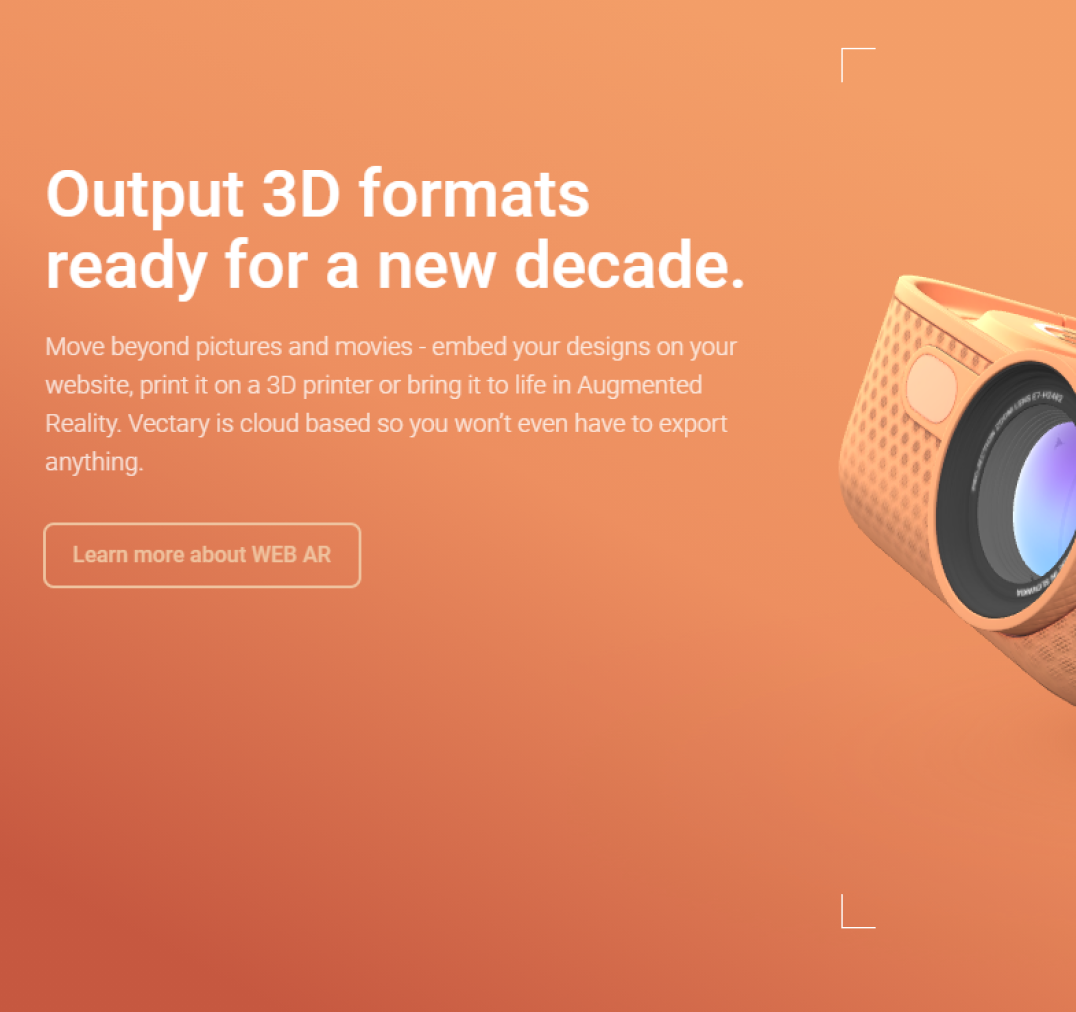 Output 3D formats
ready for a new decade.
Move beyond pictures and movies - embed your designs on your
website, print it on a 3D printer or bring it to life in Augmented
Reality. Vectary is cloud based so you won’t even have to export
anything.
Learn more about WEB AR